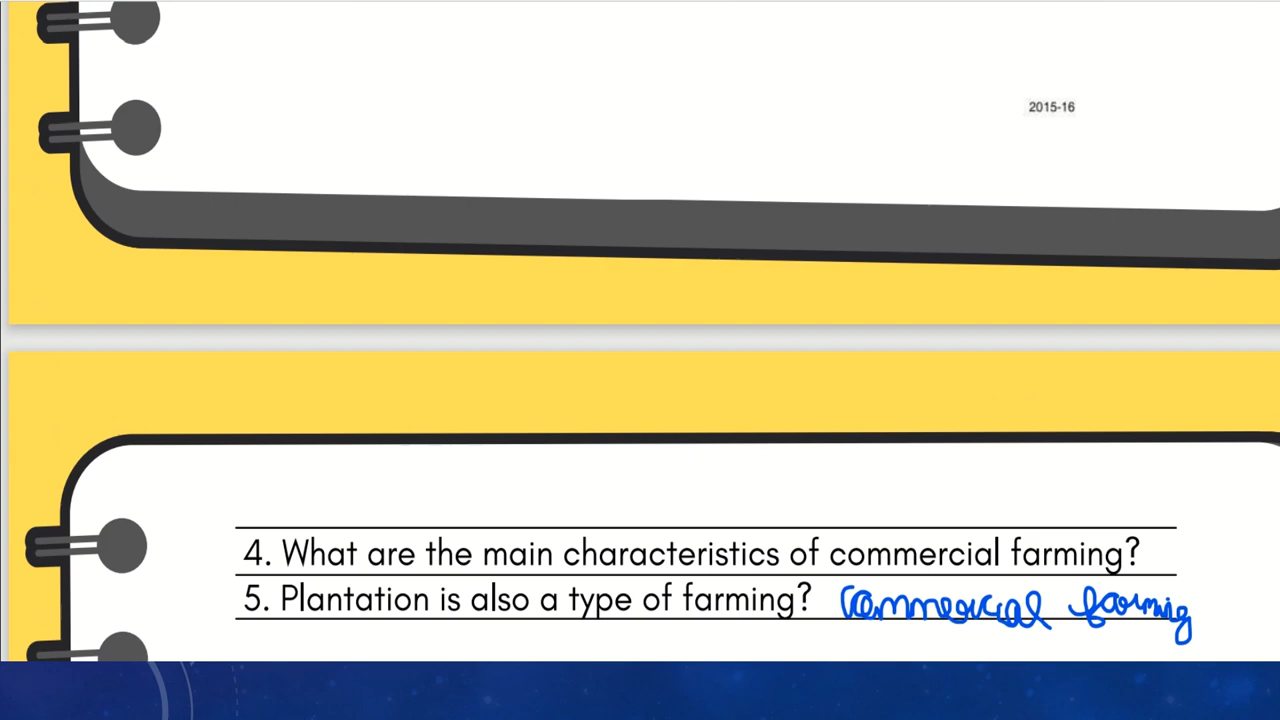 2015-16
4. What are the main characteristics of commercial farming?
5. Plantation is also a type of farming? Commercial farming